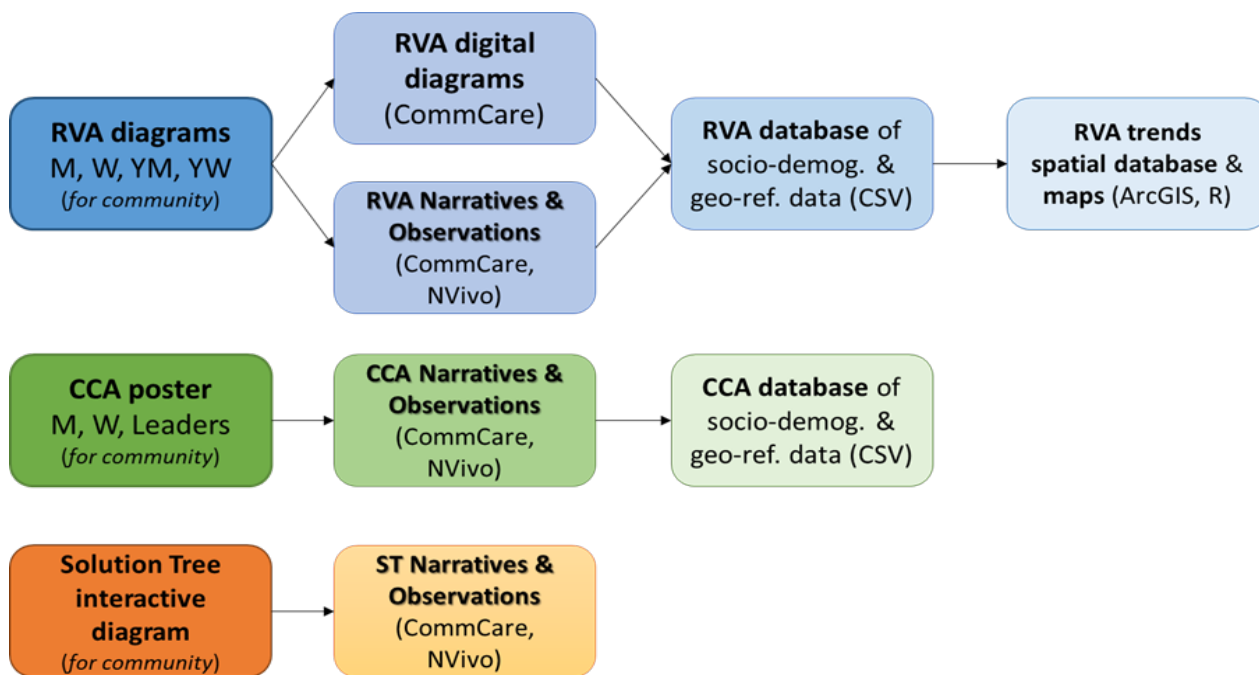 RVA diagrams
M, W, YM, YW
(for community)
RVA digital
diagrams
(CommCare)
RVA Narratives &
Observations
(CommCare,
NVivo)
RVA database of
socio-demog. &
geo-ref. data (CSV)
RVA trends
spatial database &
maps (ArcGIS, R)
CCA poster
M, W, Leaders
(for community)
CCA Narratives &
Observations
(CommCare,
NVivo)
CCA database of
socio-demog. &
geo-ref. data (CSV)
Solution Tree
interactive
diagram
(for community)
ST Narratives &
Observations
(CommCare,
NVivo)